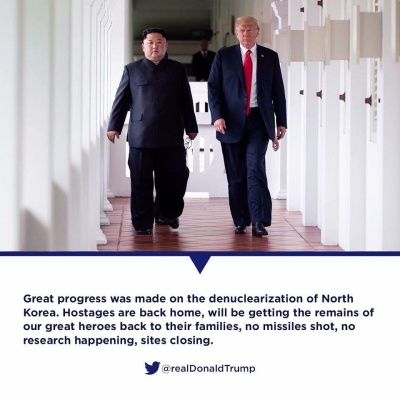 Great progress was made on the denuclearization of North
Korea. Hostages are back home, will be getting the remains of
our great heroes back to their families, no missiles shot, no
research happening, sites closing.
@realDonaldTrump